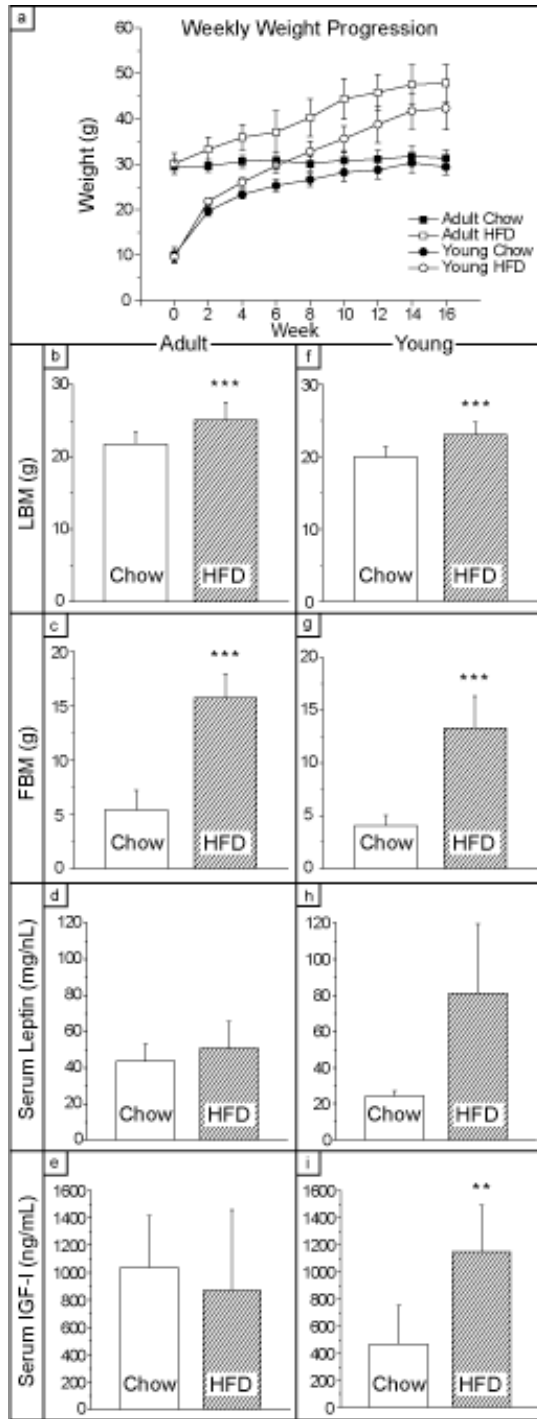 a
Weekly Weight Progression
60
50
40
30
20
10
0
Weight (g)
Adult Chow
Adult HFD
Young Chow
Young HFD
0 2 4 6 8 10 12 14 16
Week
Adult
Young
b
LBM (g)
30
20
10
0
***
Chow
HFD
f
30
20
10
0
***
Chow
HFD
c
FBM (g)
20
15
10
5
0
***
Chow
HFD
g
20
15
10
5
0
***
Chow
HFD
d
Serum Leptin (mg/nL)
120
100
80
60
40
20
0
Chow
HFD
h
120
100
80
60
40
20
0
Chow
HFD
e
Serum IGF-I (ng/mL)
1600
1400
1200
1000
800
600
400
200
0
Chow
HFD
i
1600
1400
1200
1000
800
600
400
200
0
**
Chow
HFD